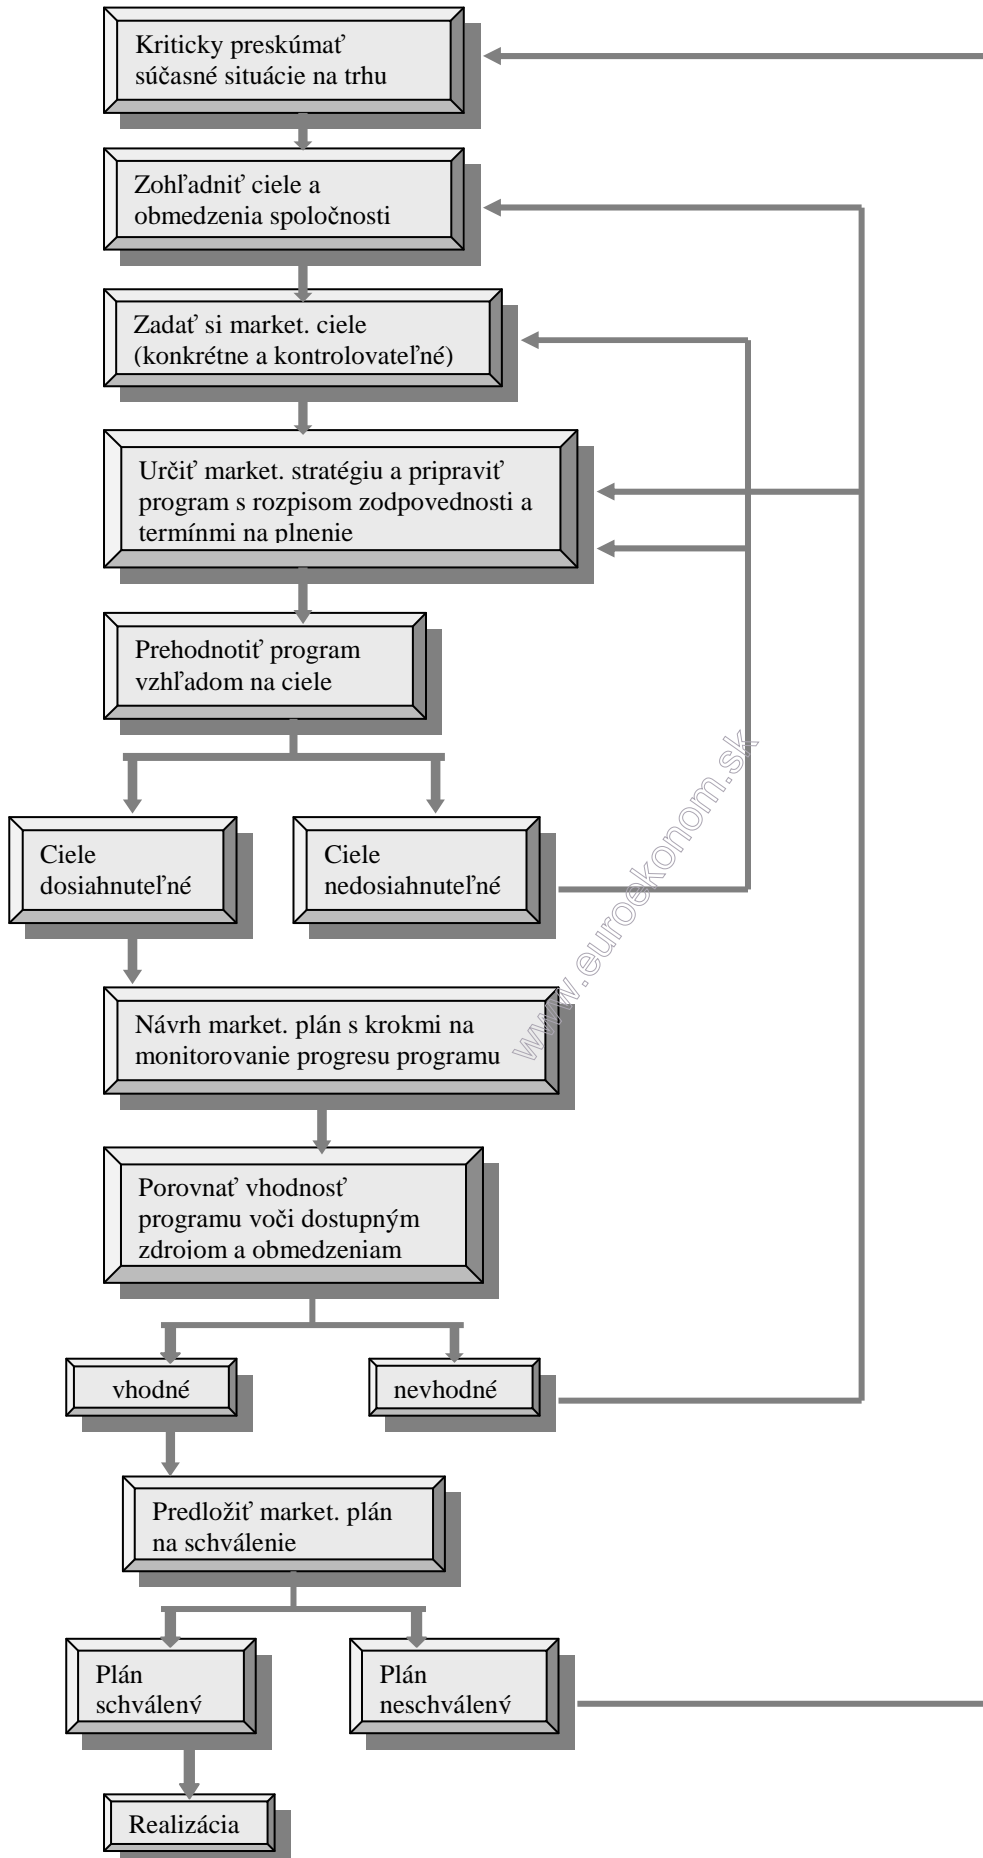 Kriticky preskúmať
súčasné situácie na trhu
Zohľadniť ciele a
obmedzenia spoločnosti
Zadať si market. ciele
(konkrétne a kontrolovateľné)
Určiť market. stratégiu a pripraviť
program s rozpisom zodpovednosti a
termínmi na plnenie
Prehodnotiť program
vzhľadom na ciele
Ciele
dosiahnuteľné
Ciele
nedosiahnuteľné
www.euroekonom.sk
Návrh market. plán s krokmi na
monitorovanie progresu programu
Porovnať vhodnosť
programu voči dostupným
zdrojom a obmedzeniam
vhodné
nevhodné
Predložiť market. plán
na schválenie
Plán
schválený
Plán
neschválený
Realizácia